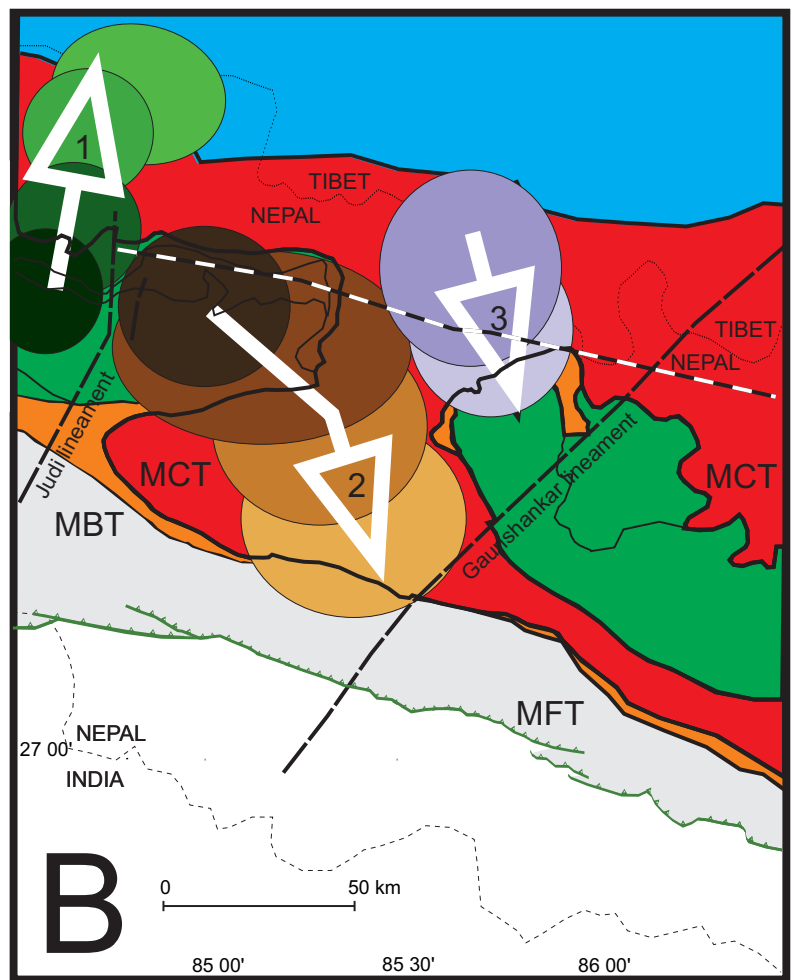 1
TIBET
NEPAL
3
TIBET
NEPAL
Judi lineament
MCT
2
MCT
Gaurishankar lineament
MBT
MFT
NEPAL
27 00'
INDIA
B
0 50 km
85 00' 85 30' 86 00'